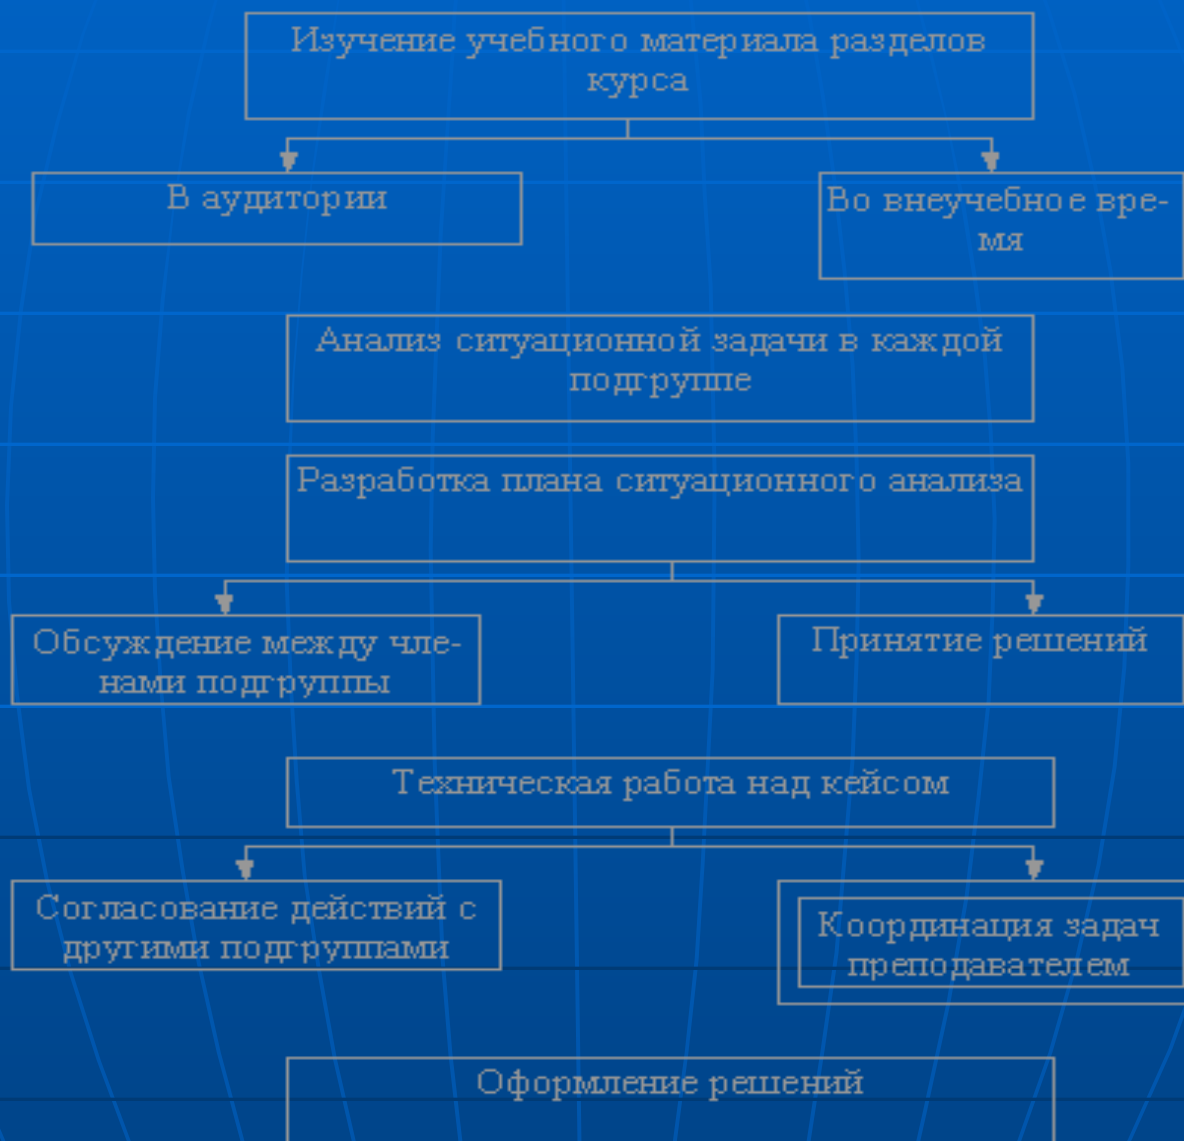 Изучение учебного материала разделов
курса
В аудитории
Во внеучебное вре-
мя
Анализ ситуационной задачи в каждой
подгруппе
Разработка плана ситуационного анализа
Обсуждение между чле-
нами подгруппы
Принятие решений
Техническая работа над кейсом
Согласование действий с
другими подгруппами
Координация задач
преподавателем
Оформление решений